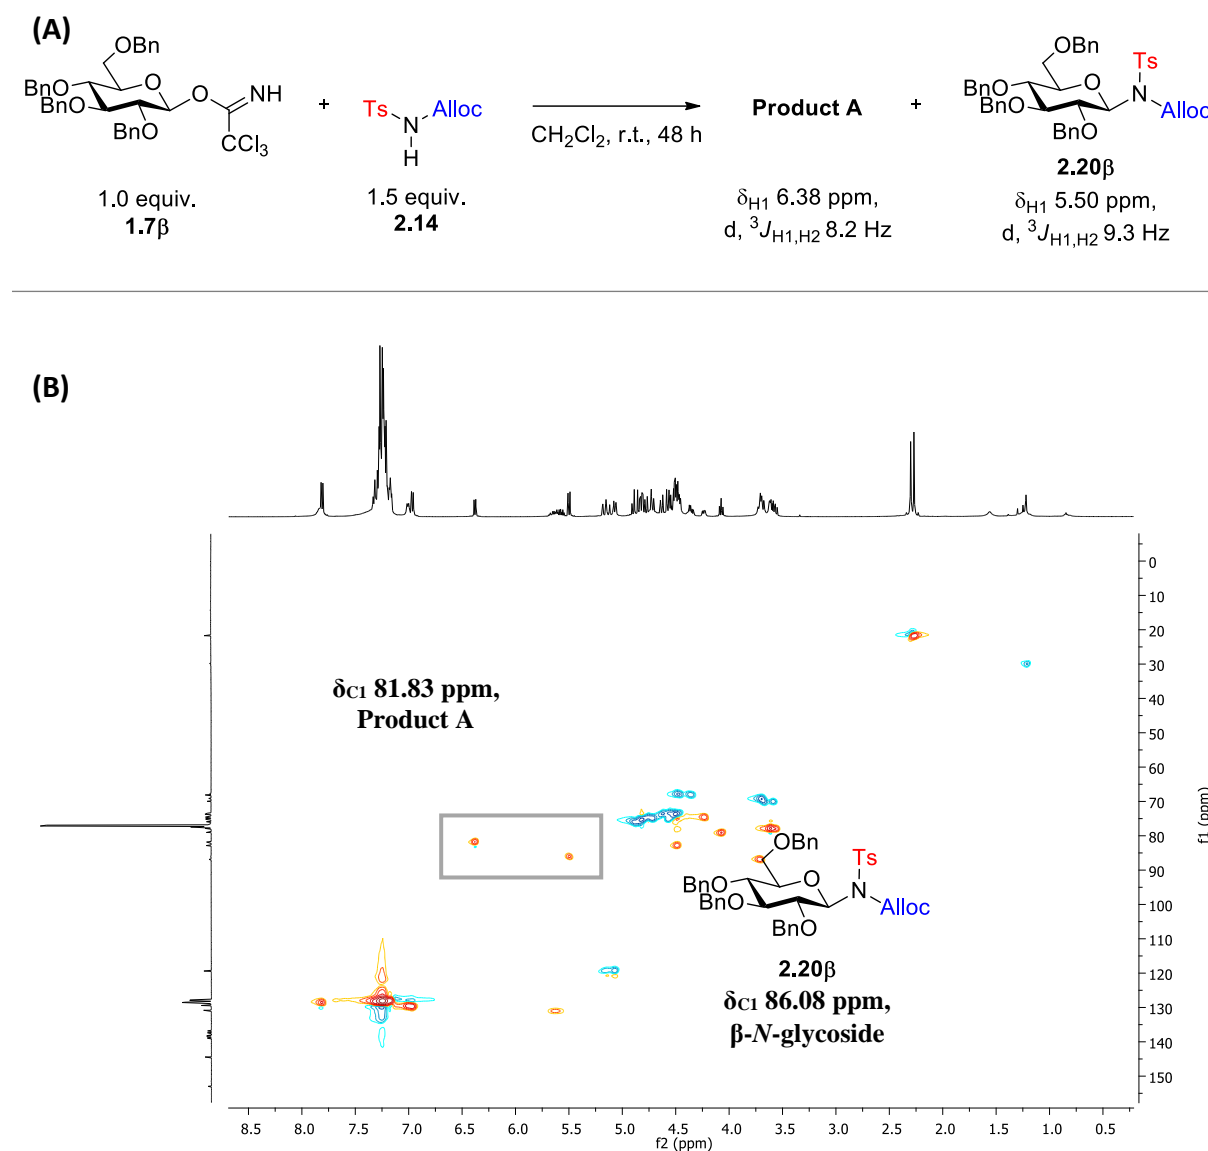 (A)
OBn
BnO
BnO
BnO
O
O
NH
CCl3
1.0 equiv.
1.7β
+
Ts
Alloc
N
H
1.5 equiv.
2.14
CH2Cl2, r.t., 48 h
Product A
δH1 6.38 ppm,
d, 3JH1,H2 8.2 Hz
+
OBn
BnO
BnO
BnO
O
Ts
N
Alloc
2.20β
δH1 5.50 ppm,
d, 3JH1,H2 9.3 Hz
(B)
δC1 81.83 ppm,
Product A
OBn
BnO
BnO
BnO
O
Ts
N
Alloc
2.20β
δC1 86.08 ppm,
β-N-glycoside
0
10
20
30
40
50
60
70
80
90
100
110
120
130
140
150
f1 (ppm)
8.5 8.0 7.5 7.0 6.5 6.0 5.5 5.0 4.5 4.0 3.5 3.0 2.5 2.0 1.5 1.0 0.5
f2 (ppm)